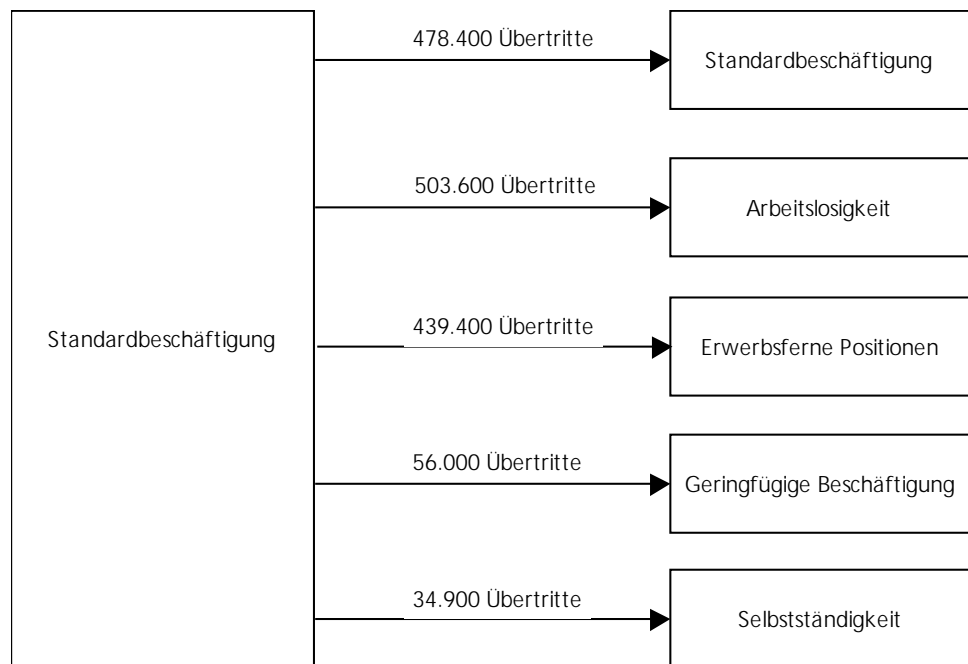 478.400 Übertritte
Standardbeschäftigung
503.600 Übertritte
Arbeitslosigkeit
Standardbeschäftigung
439.400 Übertritte
Erwerbsferne Positionen
56.000 Übertritte
Geringfügige Beschäftigung
34.900 Übertritte
Selbstständigkeit